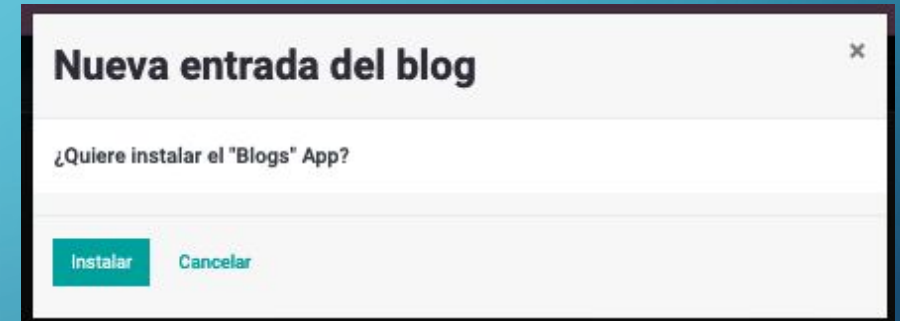 Nueva entrada del blog
×
¿Quiere instalar el "Blogs" App?
Instalar Cancelar